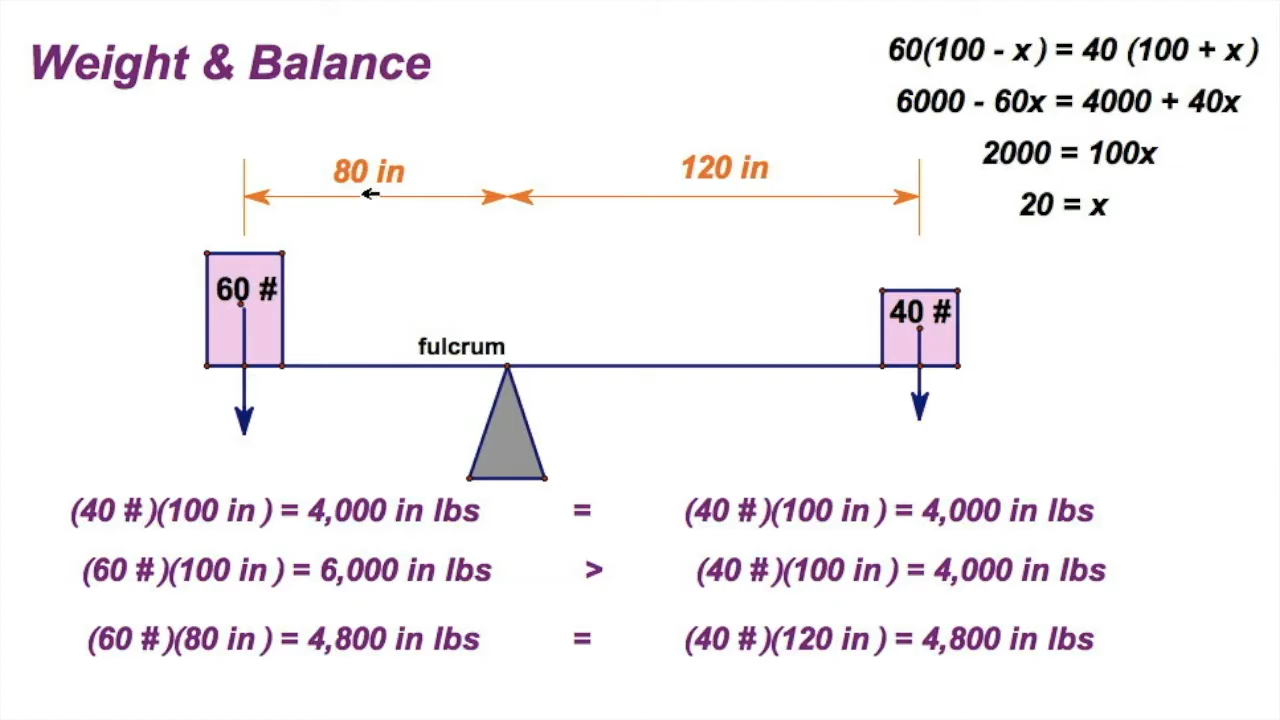 Weight & Balance
60(100 - x) = 40 (100 + x)
6000 - 60x = 4000 + 40x
2000 = 100x
20 = x
80 in
120 in
60 #
40 #
fulcrum
(40 #)(100 in) = 4,000 in lbs = (40 #)(100 in) = 4,000 in lbs
(60 #)(100 in) = 6,000 in lbs > (40 #)(100 in) = 4,000 in lbs
(60 #)(80 in) = 4,800 in lbs = (40 #)(120 in) = 4,800 in lbs